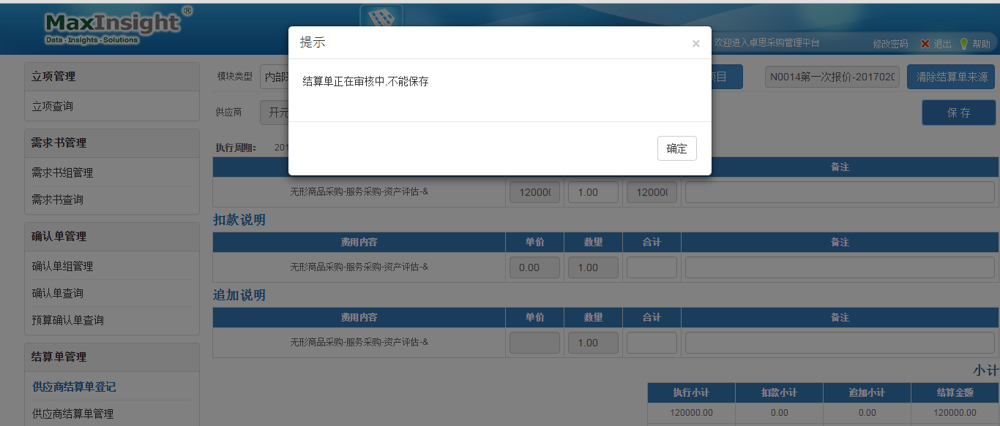 MaxInsight®
Data · Insights · Solutions
欢迎进入卓思采购管理平台
修改密码
退出
帮助
提示
×
结算单正在审核中,不能保存
确定
立项管理
立项查询
需求书管理
需求书组管理
需求书查询
确认单管理
确认单组管理
确认单查询
预算确认单查询
结算单管理
供应商结算单登记
供应商结算单管理
模块类型 内部
项目
N0014第一次报价-2017020
清除结算单来源
供应商 开元
保 存
执行周期: 201
备注
无形商品采购-服务采购-资产评估-& 120000 1.00 120000
扣款说明
费用内容 单价 数量 合计 备注
无形商品采购-服务采购-资产评估-& 0.00 1.00
追加说明
费用内容 单价 数量 合计 备注
无形商品采购-服务采购-资产评估-& 1.00
小计
执行小计 扣款小计 追加小计 结算金额
120000.00 0.00 0.00 120000.00